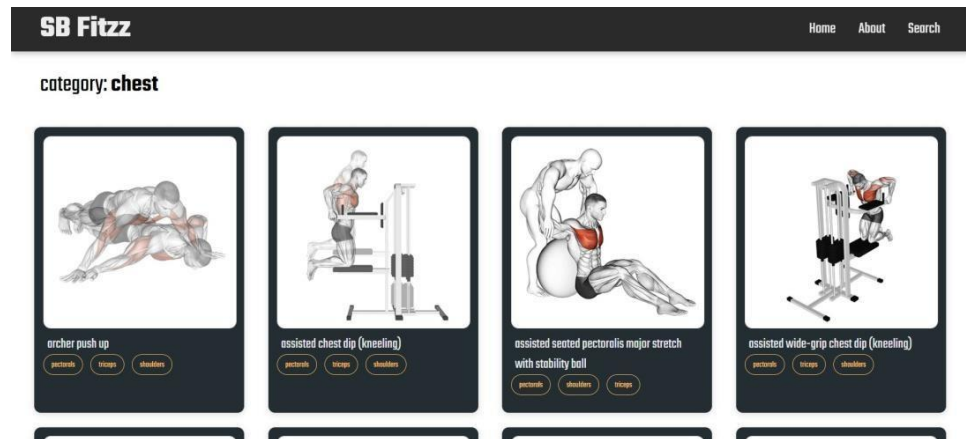 SB Fitzz
Home About Search
category: chest
archer push up
pectorals triceps shoulders
assisted chest dip (kneeling)
pectorals triceps shoulders
assisted seated pectoralis major stretch
with stability ball
pectorals shoulders triceps
assisted wide-grip chest dip (kneeling)
pectorals triceps shoulders